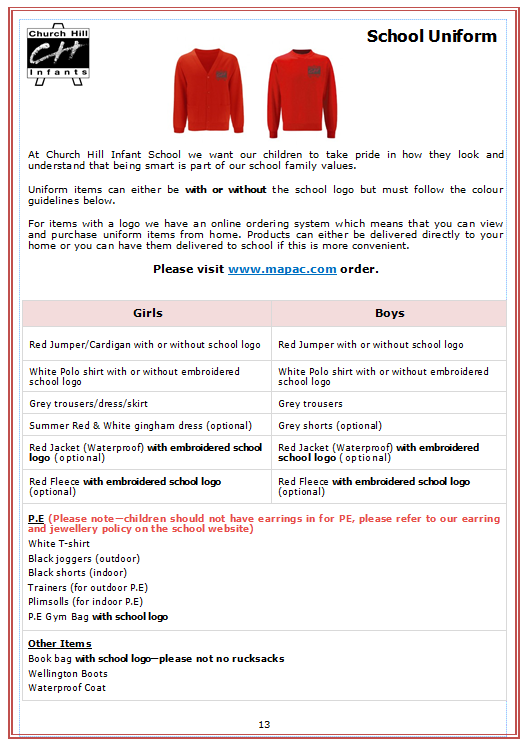 Church Hill
CH
Infants
School Uniform
At Church Hill Infant School we want our children to take pride in how they look and
understand that being smart is part of our school family values.
Uniform items can either be with or without the school logo but must follow the colour
guidelines below.
For items with a logo we have an online ordering system which means that you can view
and purchase uniform items from home. Products can either be delivered directly to your
home or you can have them delivered to school if this is more convenient.
Please visit www.mapac.com order.
Girls
Boys
Red Jumper/Cardigan with or without school logo
Red Jumper with or without school logo
White Polo shirt with or without embroidered
school logo
White Polo shirt with or without embroidered
school logo
Grey trousers/dress/skirt
Grey trousers
Summer Red & White gingham dress (optional)
Grey shorts (optional)
Red Jacket (Waterproof) with embroidered school
logo (optional)
Red Jacket (Waterproof) with embroidered
school logo (optional)
Red Fleece with embroidered school logo
(optional)
Red Fleece with embroidered school logo
(optional)
P.E (Please note—children should not have earrings in for PE, please refer to our earring
and jewellery policy on the school website)
White T-shirt
Black joggers (outdoor)
Black shorts (indoor)
Trainers (for outdoor P.E)
Plimsolls (for indoor P.E)
P.E Gym Bag with school logo
Other Items
Book bag with school logo—please not no rucksacks
Wellington Boots
Waterproof Coat
13